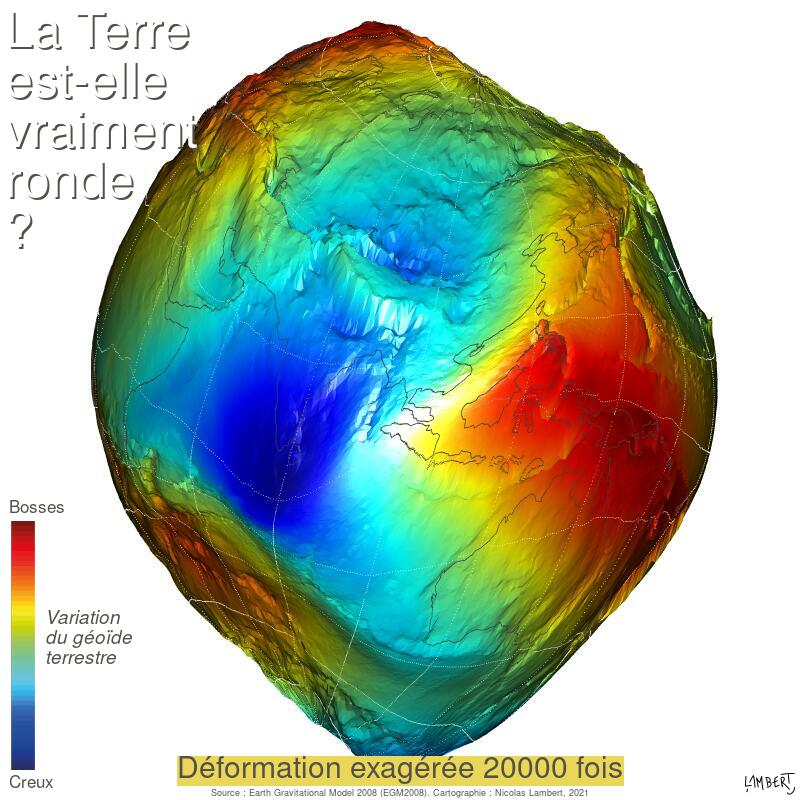 La Terre
est-elle
vraiment
ronde
?
Bosses
Variation
du géoïde
terrestre
Creux
Déformation exagérée 20000 fois
Source : Earth Gravitational Model 2008 (EGM2008). Cartographie : Nicolas Lambert, 2021
LAMBERT